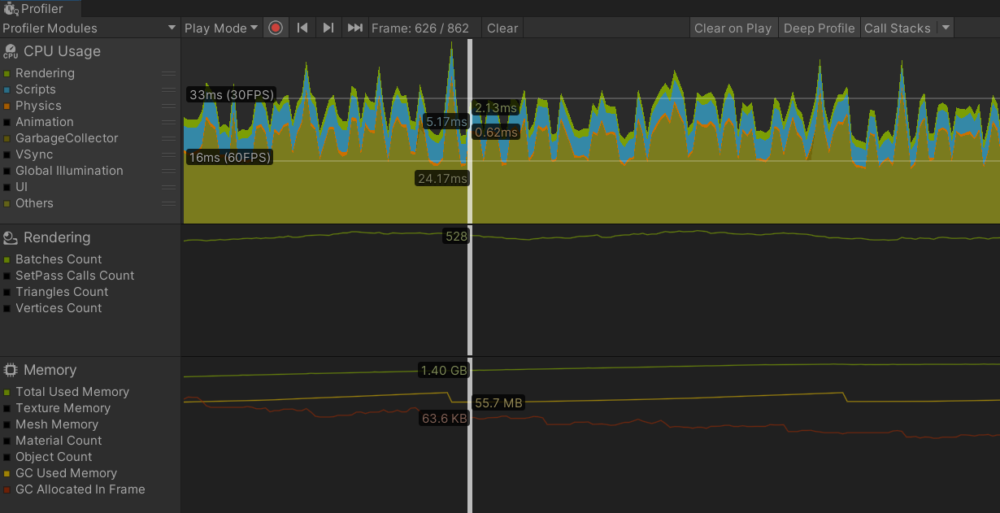 Profiler
Profiler Modules Play Mode Frame: 626 / 862 Clear Clear on Play Deep Profile Call Stacks
CPU Usage
CPU
Rendering
Scripts
Physics
Animation
GarbageCollector
VSync
Global Illumination
UI
Others
33ms (30FPS)
16ms (60FPS)
2.13ms
5.17ms
0.62ms
24.17ms
Rendering
Batches Count
SetPass Calls Count
Triangles Count
Vertices Count
528
Memory
Total Used Memory
Texture Memory
Mesh Memory
Material Count
Object Count
GC Used Memory
GC Allocated In Frame
1.40 GB
55.7 MB
63.6 KB